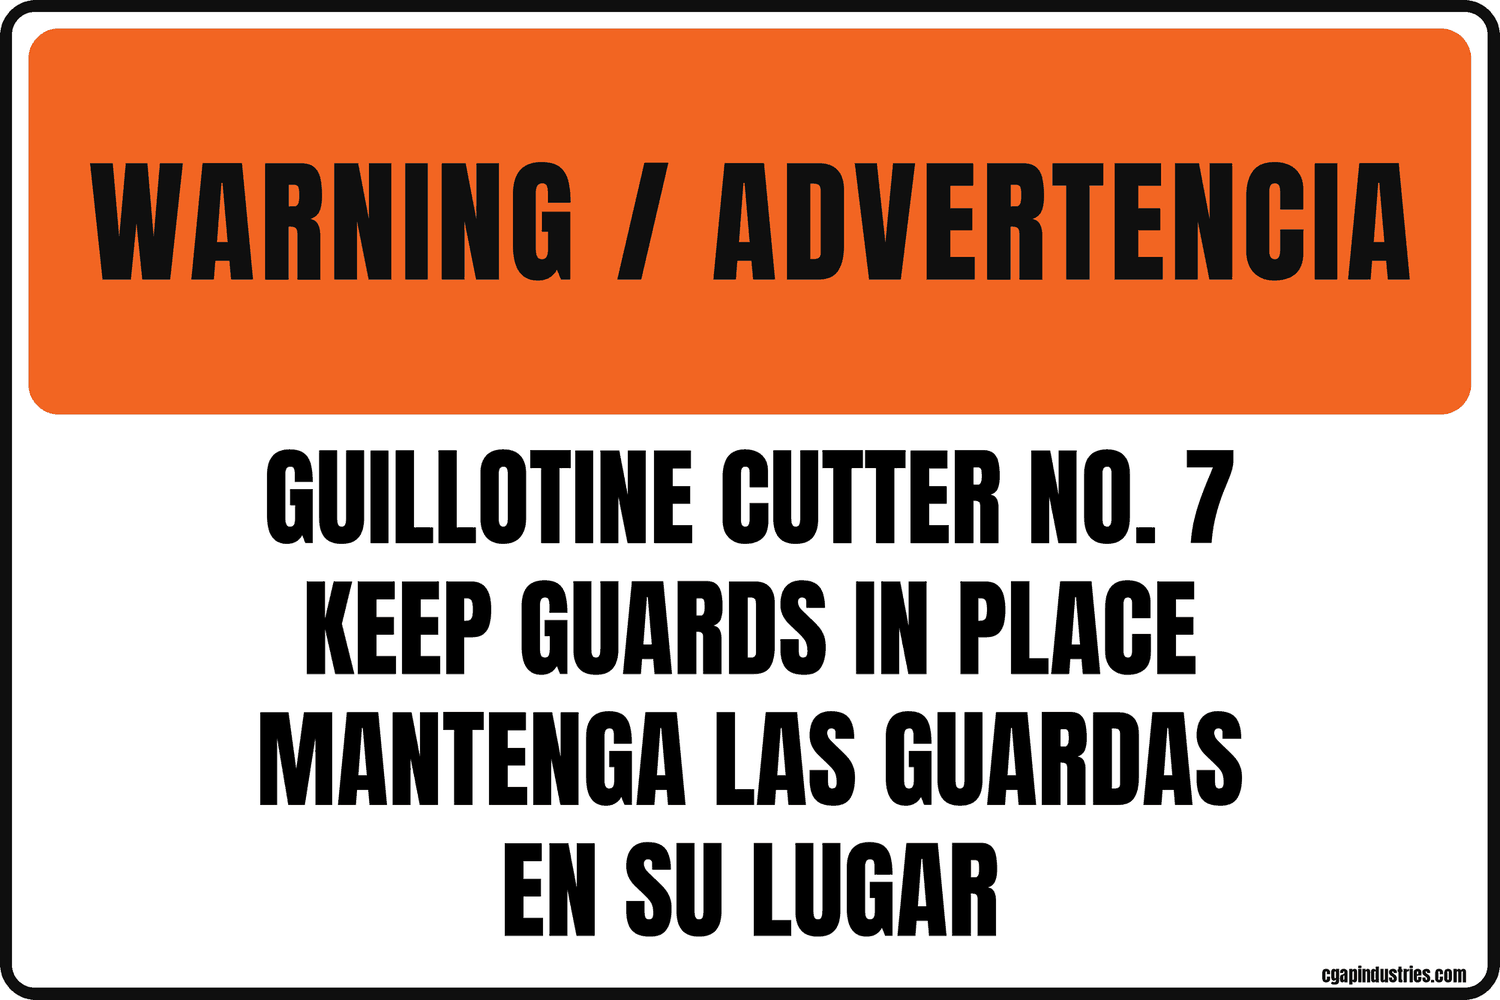 WARNING / ADVERTENCIA
GUILLOTINE CUTTER NO. 7
KEEP GUARDS IN PLACE
MANTENGA LAS GUARDAS
EN SU LUGAR
cgapindustries.com